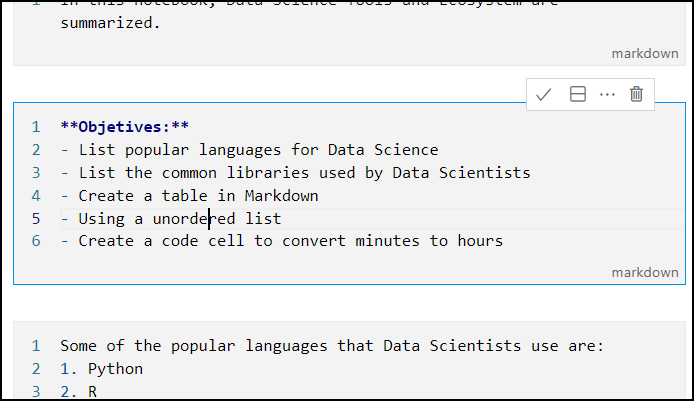 1 In this notebook, Data Science Tools and Ecosystem are
summarized.
markdown
1 **Objetives:**
2 - List popular languages for Data Science
3 - List the common libraries used by Data Scientists
4 - Create a table in Markdown
5 - Using a unordered list
6 - Create a code cell to convert minutes to hours
markdown
1 Some of the popular languages that Data Scientists use are:
2 1. Python
3 2. R